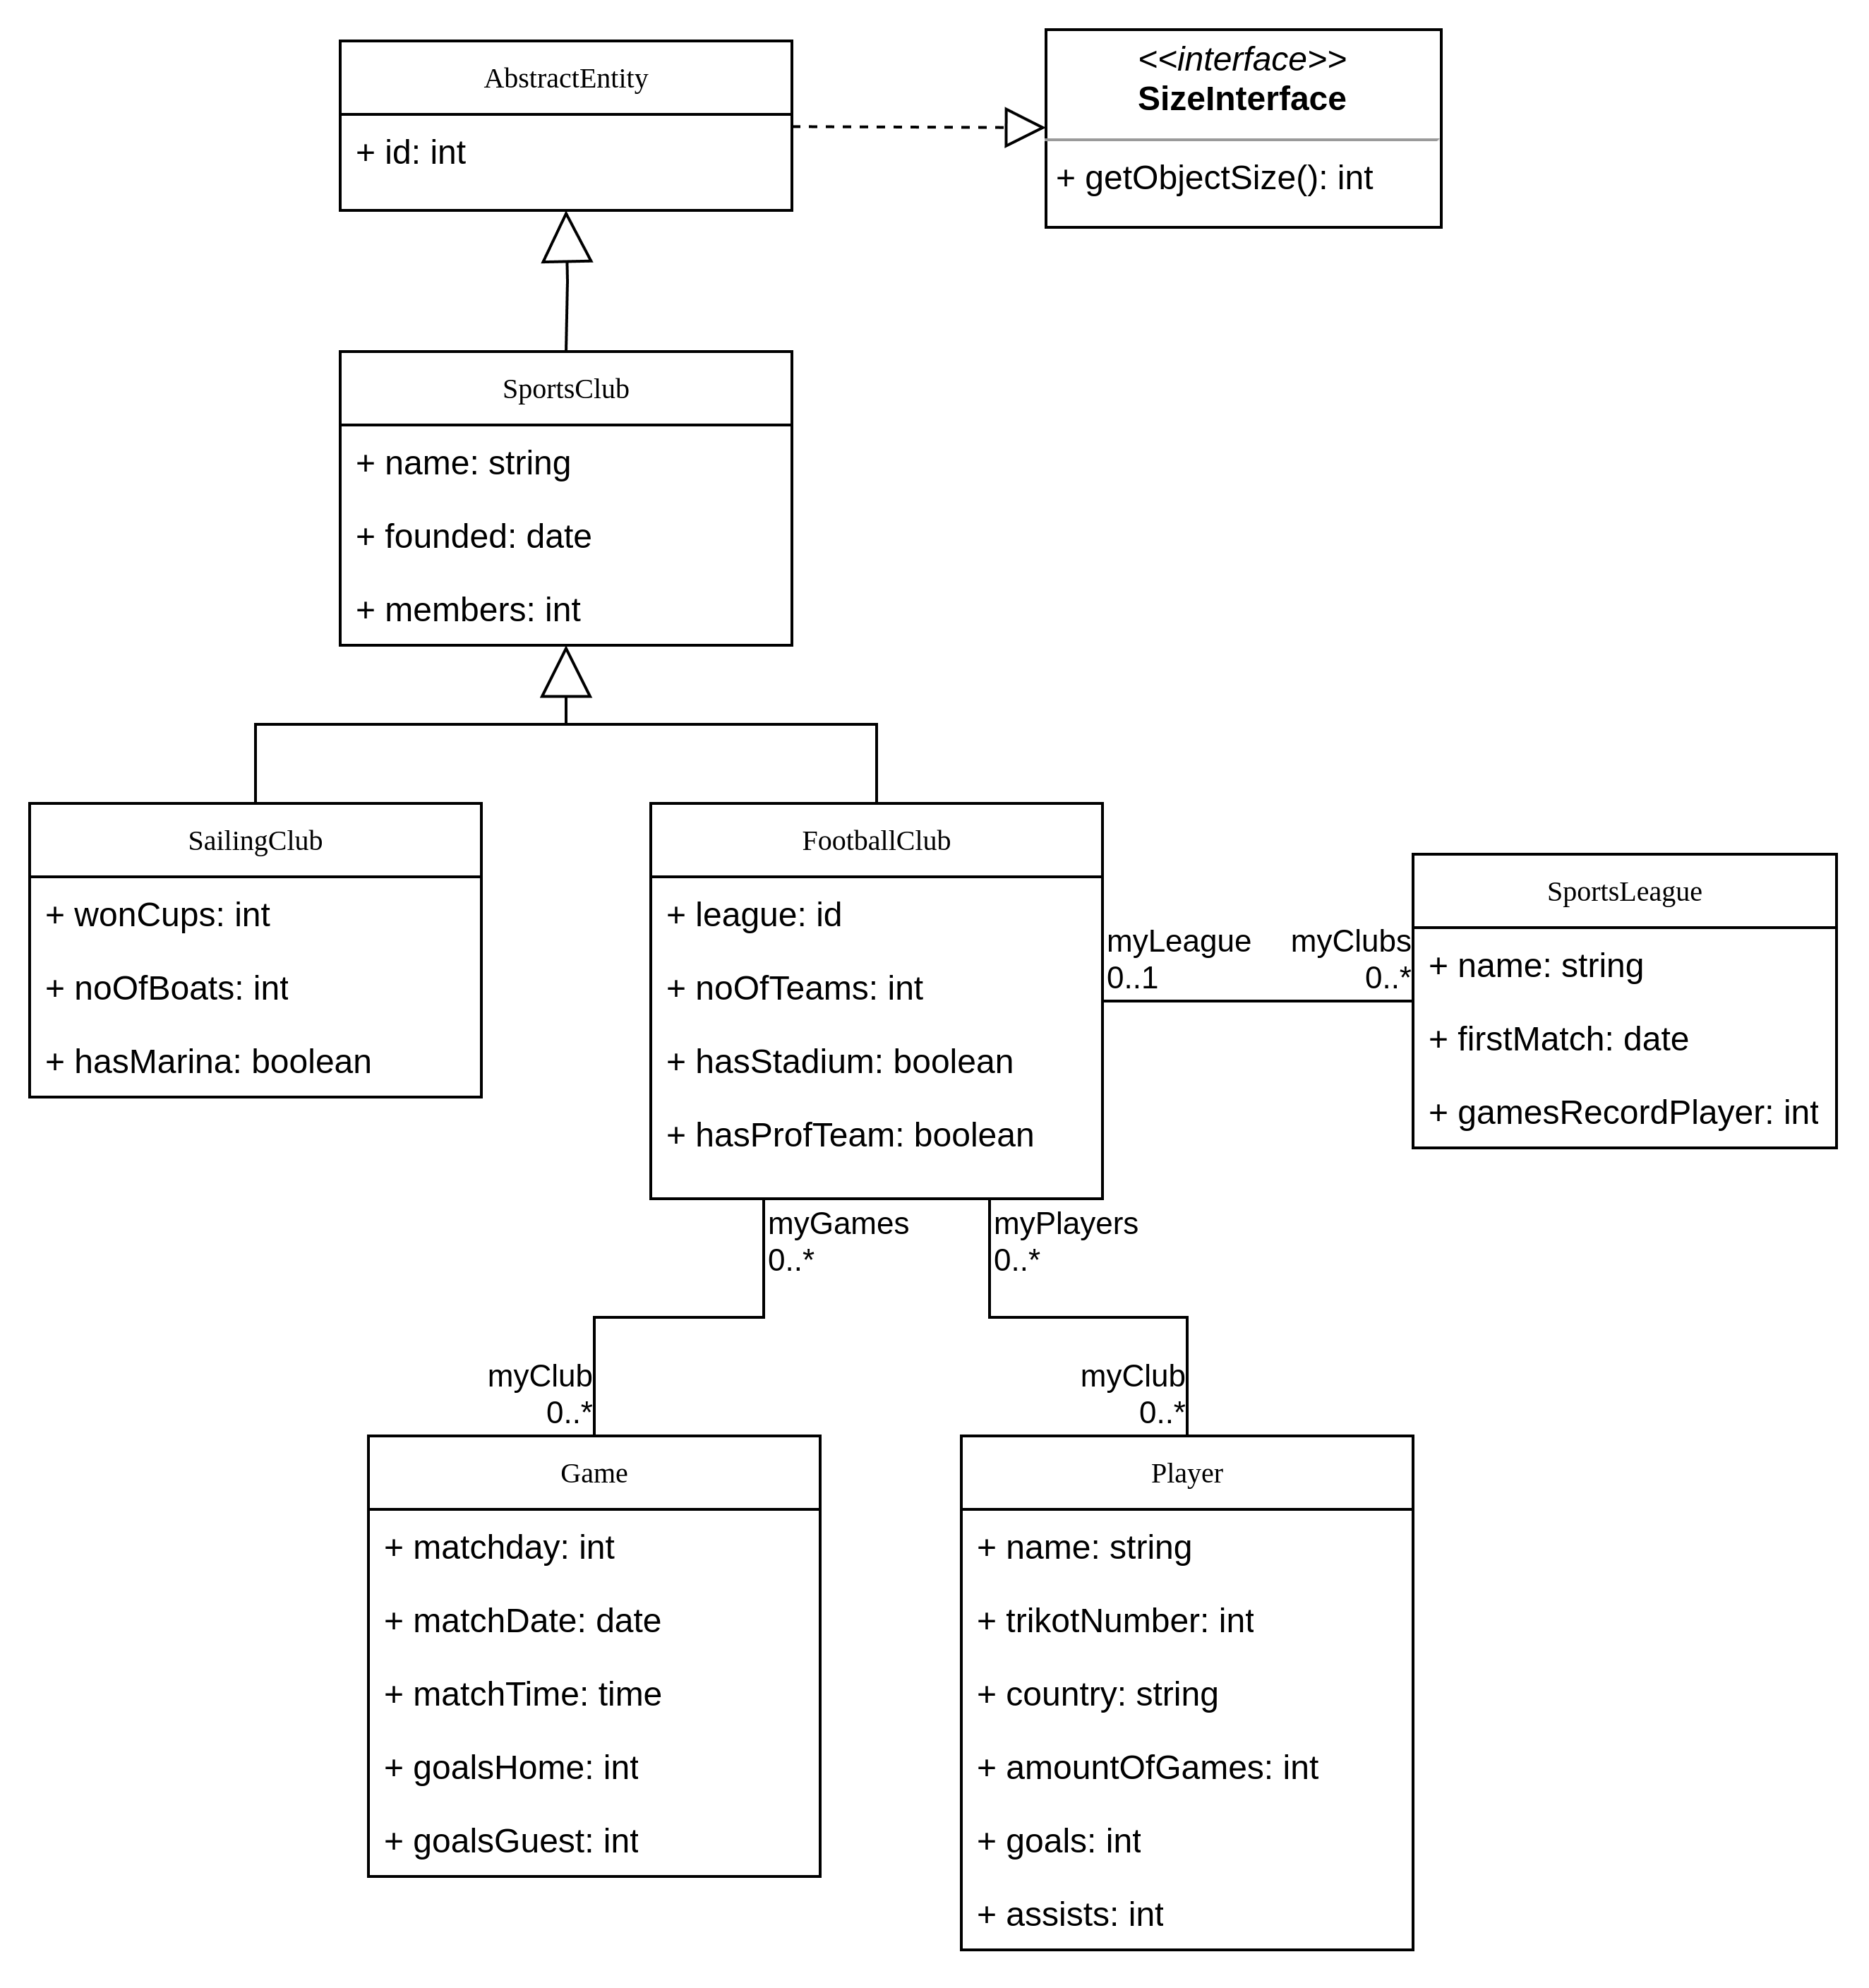 AbstractEntity
+ id: int
<<interface>>
SizeInterface
+ getObjectSize(): int
SportsClub
+ name: string
+ founded: date
+ members: int
SailingClub
+ wonCups: int
+ noOfBoats: int
+ hasMarina: boolean
FootballClub
+ league: id
+ noOfTeams: int
+ hasStadium: boolean
+ hasProfTeam: boolean
myLeague
0..1
myClubs
0..*
SportsLeague
+ name: string
+ firstMatch: date
+ gamesRecordPlayer: int
myGames
0..*
myPlayers
0..*
myClub
0..*
myClub
0..*
Game
+ matchday: int
+ matchDate: date
+ matchTime: time
+ goalsHome: int
+ goalsGuest: int
Player
+ name: string
+ trikotNumber: int
+ country: string
+ amountOfGames: int
+ goals: int
+ assists: int